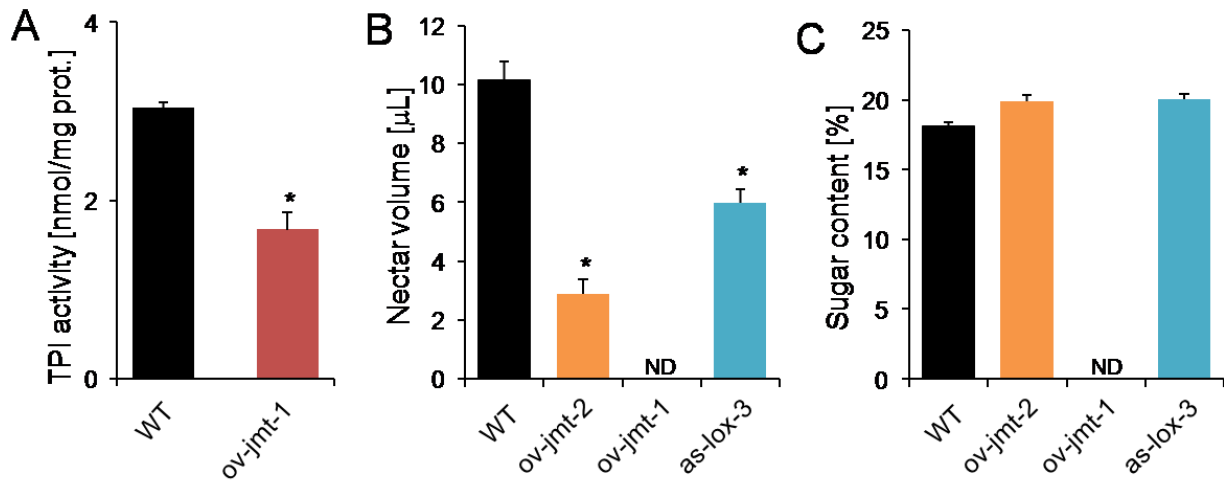 A
TPI activity [nmol/mg prot.]
4
2
0
*
WT
ov-jmt-1
B
Nectar volume [µL]
12
10
8
6
4
2
0
*
ND
*
WT
ov-jmt-2
ov-jmt-1
as-lox-3
C
Sugar content [%]
25
20
15
10
5
0
ND
WT
ov-jmt-2
ov-jmt-1
as-lox-3